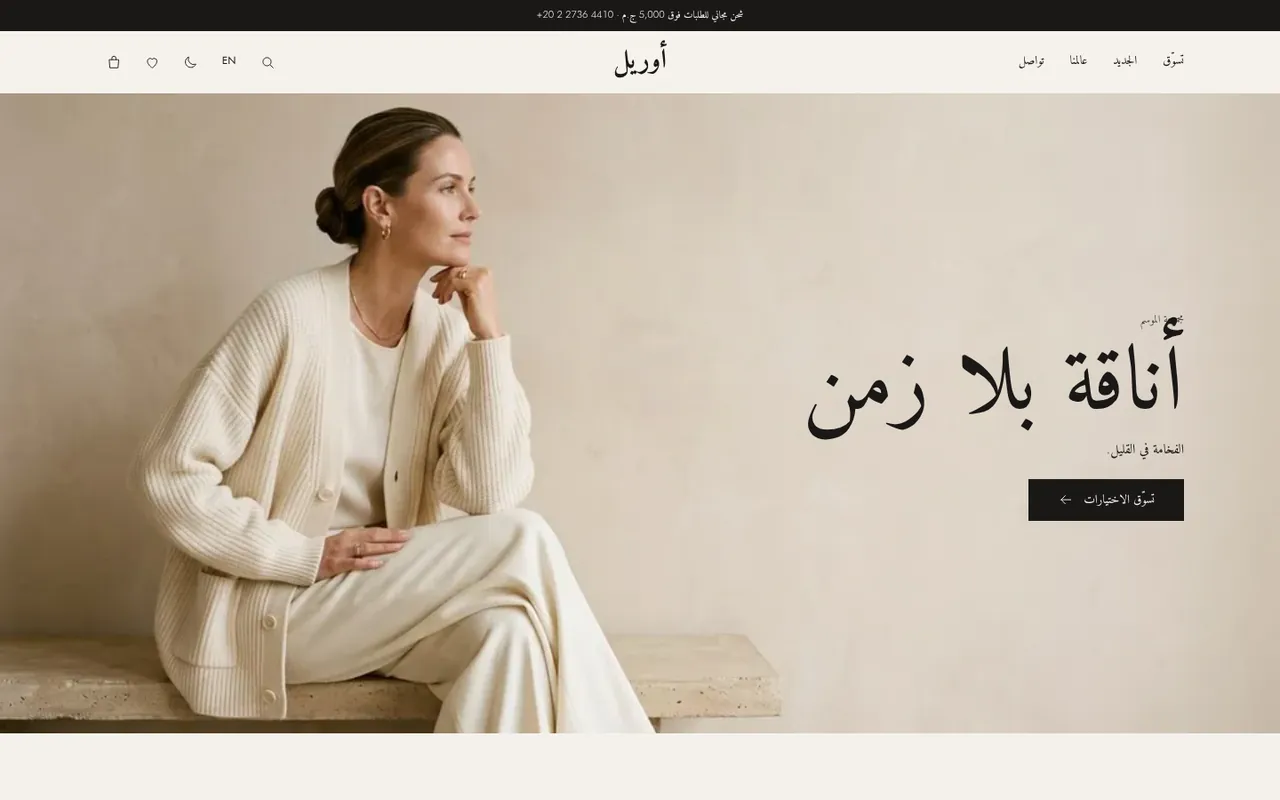 شحن مجاني للطلبات فوق 5,000 ج.م · 4410 2736 2 20+
تسوّق
الجديد
عالمنا
تواصل
أوريل
EN
الموسم
أناقة بلا زمن
الفخامة في القليل.
تسوّق الاختيارات ←